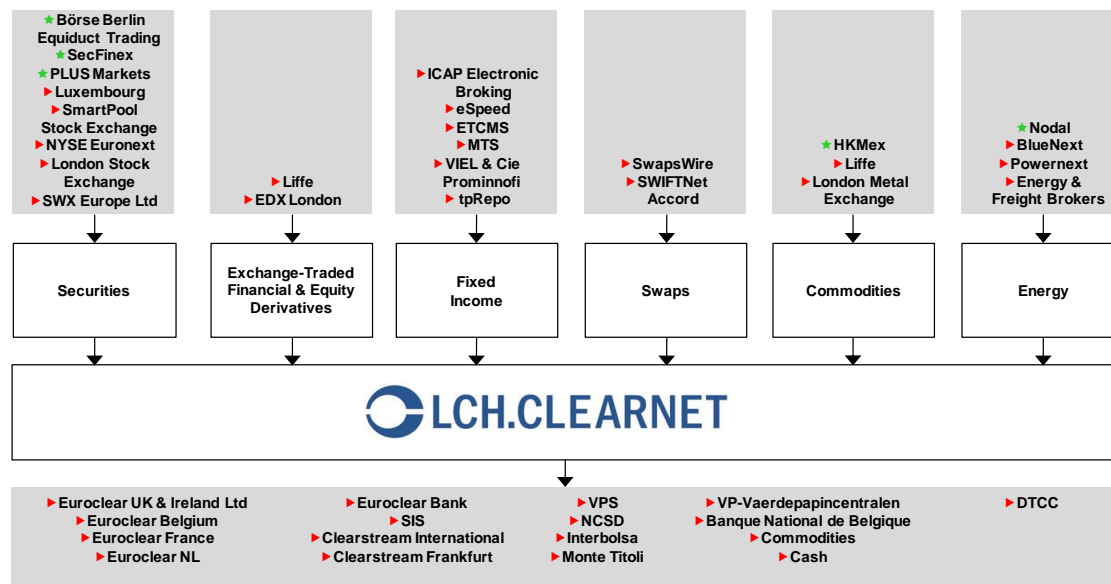 Börse Berlin
Equiduct Trading
SecFinex
PLUS Markets
Luxembourg
SmartPool
Stock Exchange
NYSE Euronext
London Stock
Exchange
SWX Europe Ltd
Liffe
EDX London
ICAP Electronic
Broking
eSpeed
ETCMS
MTS
VIEL & Cie
Prominnofi
tpRepo
SwapsWire
SWIFTNet
Accord
HKMex
Liffe
London Metal
Exchange
Nodal
BlueNext
Powernext
Energy &
Freight Brokers
Securities
Exchange-Traded
Financial & Equity
Derivatives
Fixed
Income
Swaps
Commodities
Energy
LCH.CLEARNET
Euroclear UK & Ireland Ltd
Euroclear Belgium
Euroclear France
Euroclear NL
Euroclear Bank
SIS
Clearstream International
Clearstream Frankfurt
VPS
NCSD
Interbolsa
Monte Titoli
VP-Vaerdepapincentralen
Banque National de Belgique
Commodities
Cash
DTCC